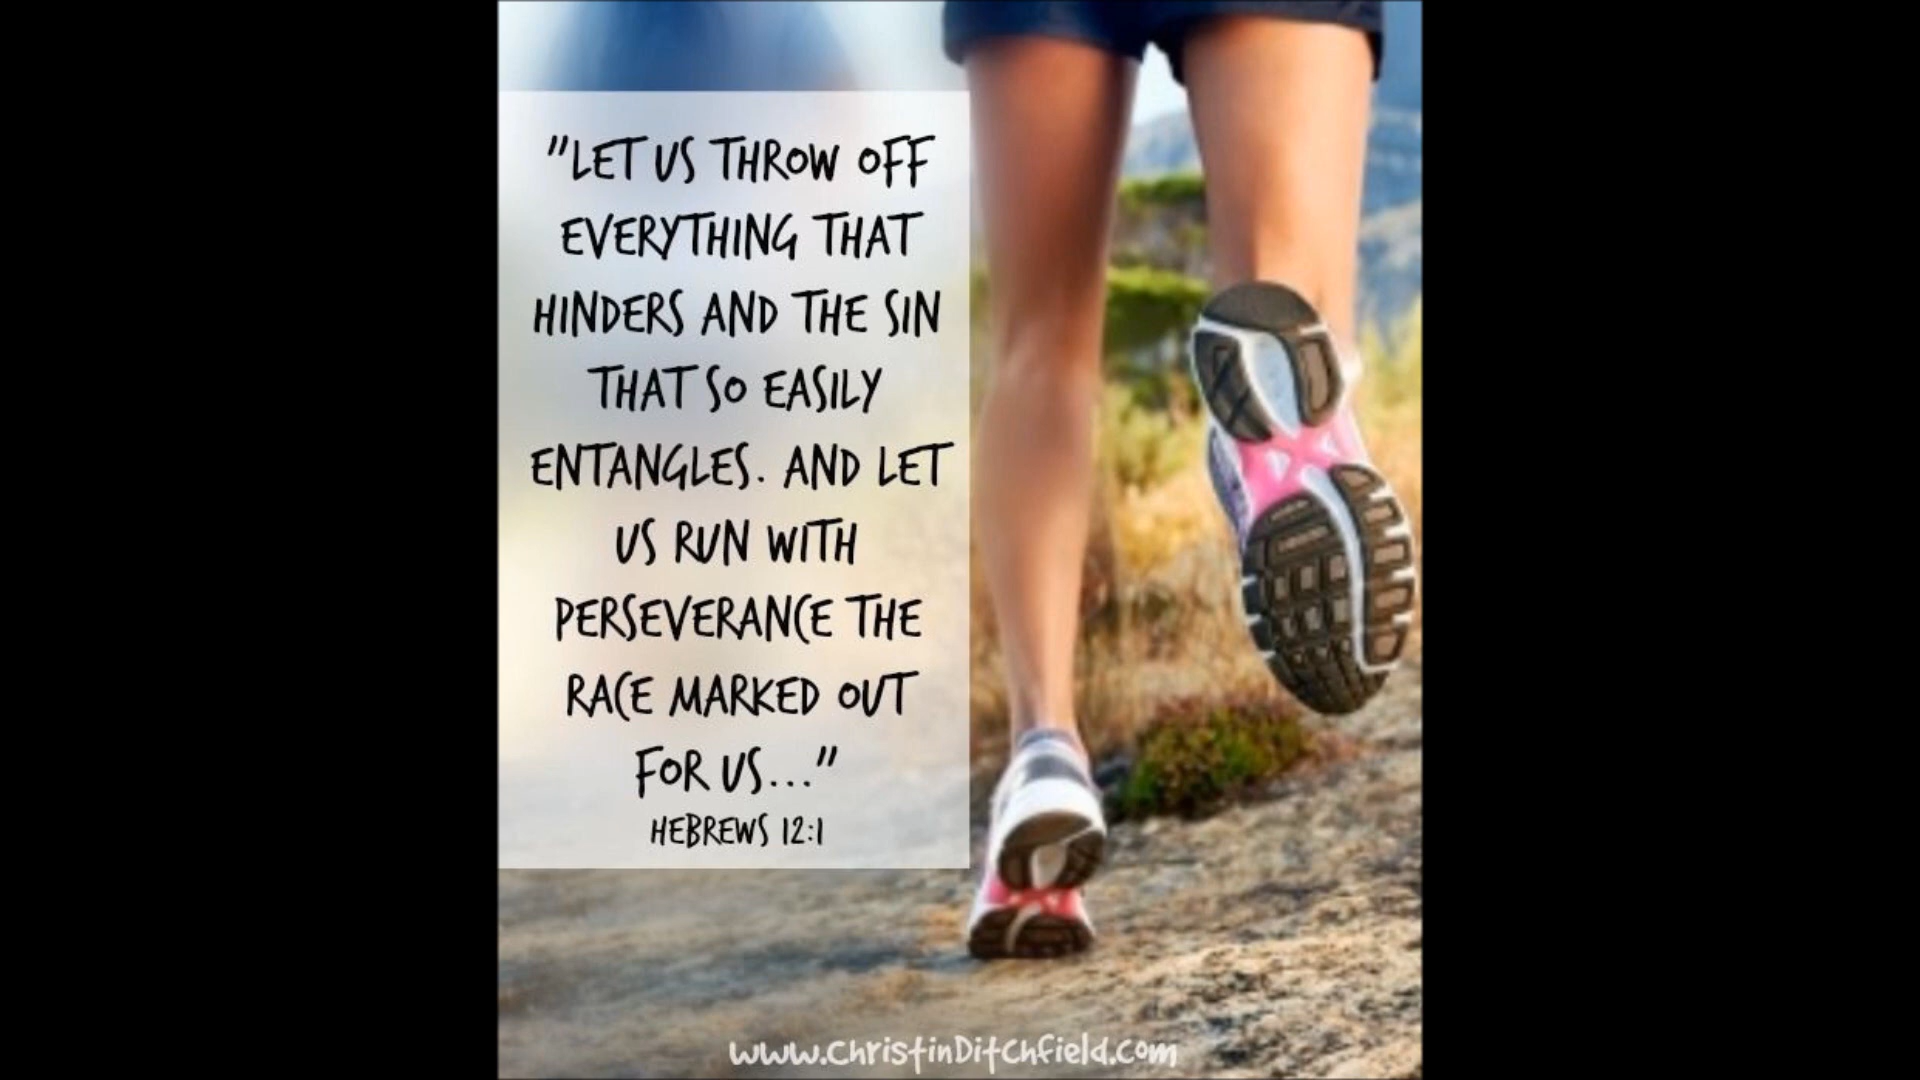 "LET US THROW OFF
EVERYTHING THAT
HINDERS AND THE SIN
THAT SO EASILY
ENTANGLES. AND LET
US RUN WITH
PERSEVERANCE THE
RACE MARKED OUT
FOR US..."
HEBREWS 12:1
www.ChristinDitchfield.com